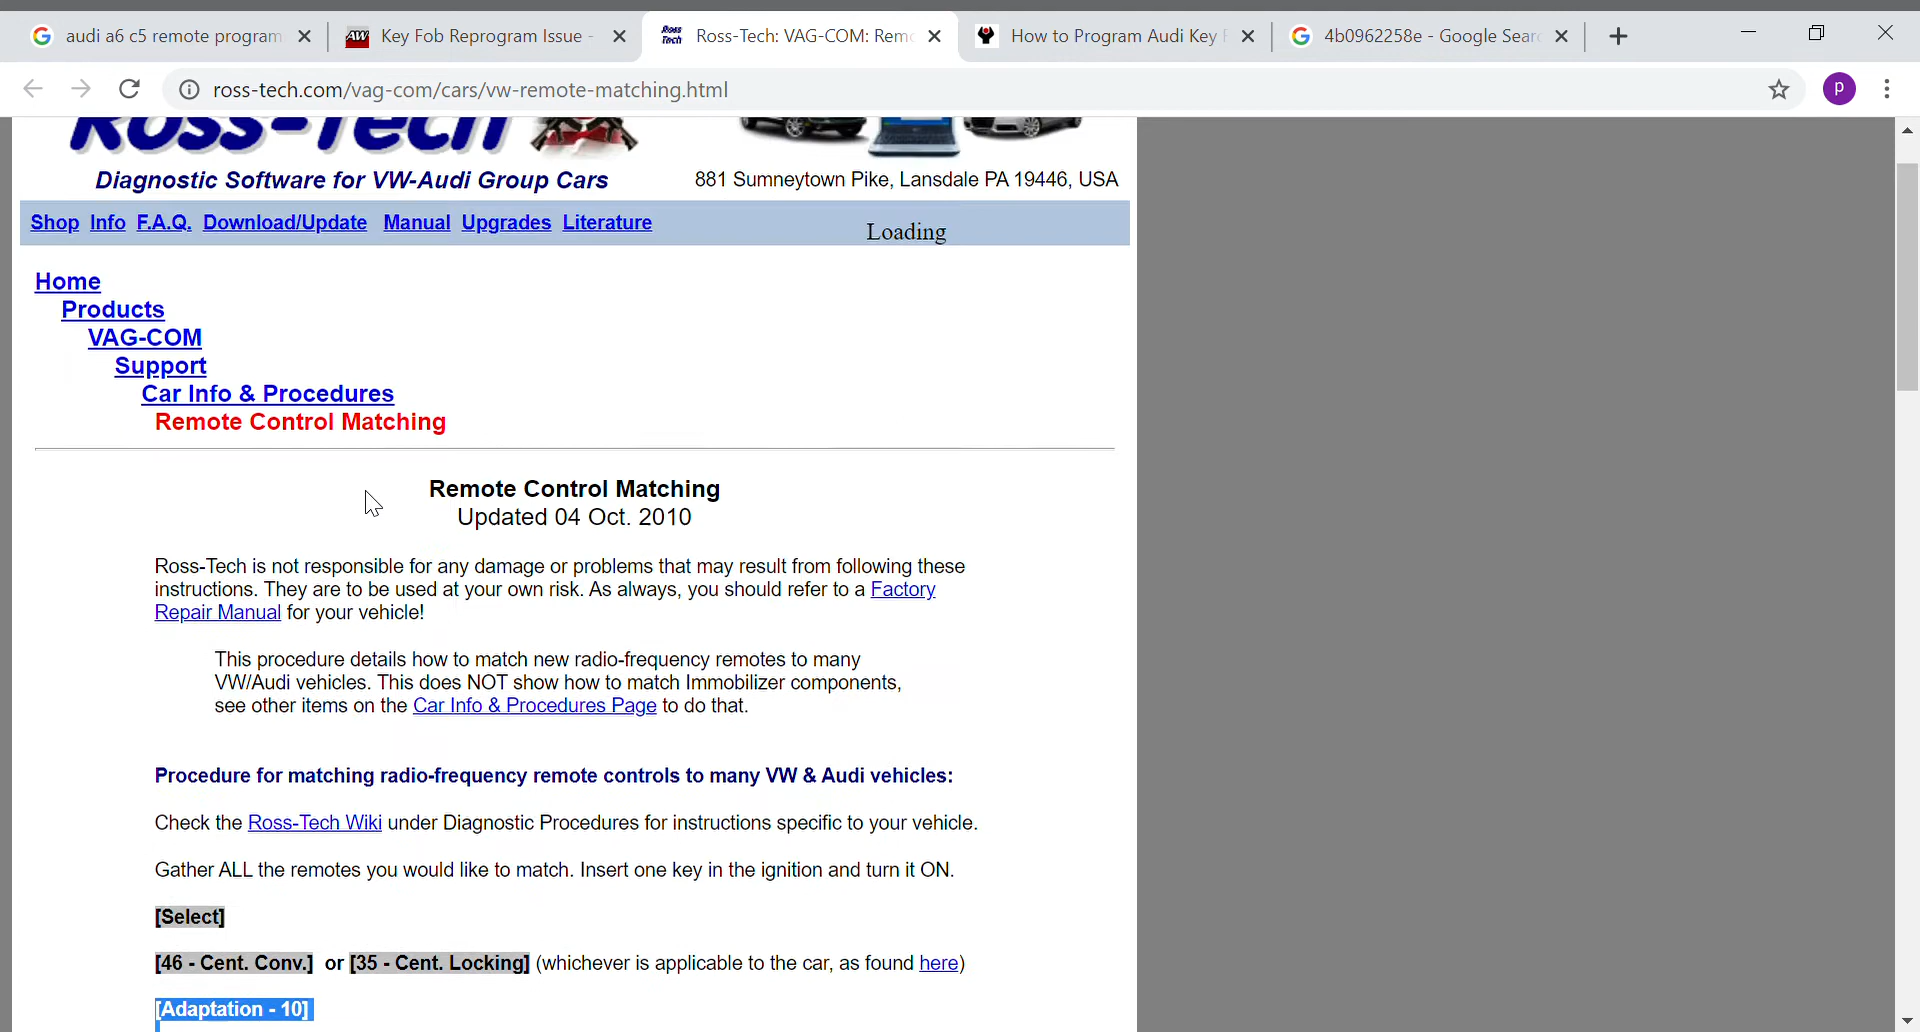 audi a6 c5 remote program
Key Fob Reprogram Issue -
Ross-Tech: VAG-COM: Remo
How to Program Audi Key F
4b0962258e - Google Searc
ross-tech.com/vag-com/cars/vw-remote-matching.html
p
Ross-Tech
Diagnostic Software for VW-Audi Group Cars
881 Sumneytown Pike, Lansdale PA 19446, USA
Shop Info F.A.Q. Download/Update Manual Upgrades Literature
Loading
Home
Products
VAG-COM
Support
Car Info & Procedures
Remote Control Matching
Remote Control Matching
Updated 04 Oct. 2010
Ross-Tech is not responsible for any damage or problems that may result from following these
instructions. They are to be used at your own risk. As always, you should refer to a Factory
Repair Manual for your vehicle!
This procedure details how to match new radio-frequency remotes to many
VW/Audi vehicles. This does NOT show how to match Immobilizer components,
see other items on the Car Info & Procedures Page to do that.
Procedure for matching radio-frequency remote controls to many VW & Audi vehicles:
Check the Ross-Tech Wiki under Diagnostic Procedures for instructions specific to your vehicle.
Gather ALL the remotes you would like to match. Insert one key in the ignition and turn it ON.
[Select]
[46 - Cent. Conv.] or [35 - Cent. Locking] (whichever is applicable to the car, as found here)
[Adaptation - 10]